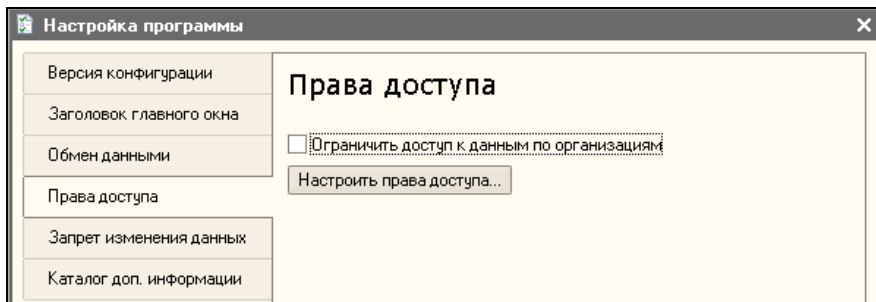 Настройка программы
Версия конфигурации
Заголовок главного окна
Обмен данными
Права доступа
Запрет изменения данных
Каталог доп. информации
Права доступа
Ограничить доступ к данным по организациям
Настроить права доступа...